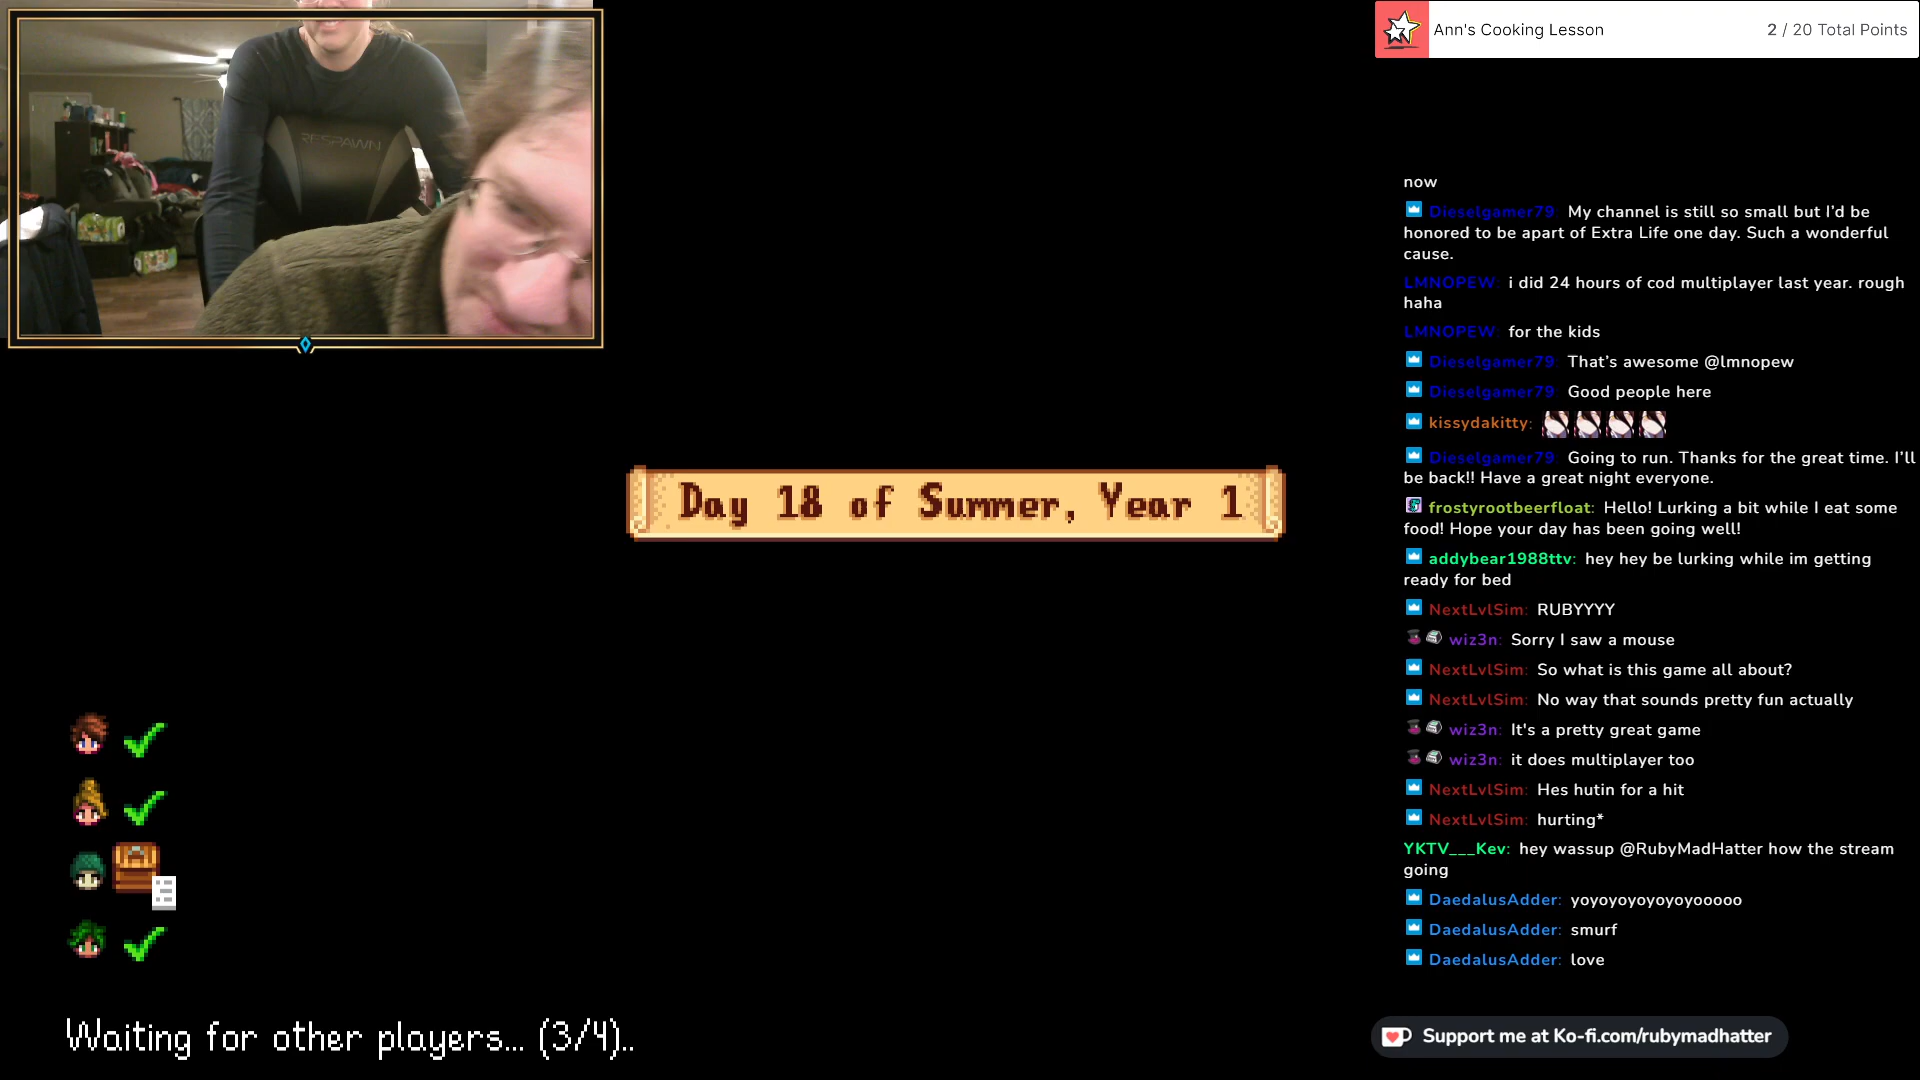 RESPAWN
Ann's Cooking Lesson
2 / 20 Total Points
now
Dieselgamer79: My channel is still so small but I'd be
honored to be apart of Extra Life one day. Such a wonderful
cause.
LMNOPEW: i did 24 hours of cod multiplayer last year. rough
haha
LMNOPEW: for the kids
Dieselgamer79: That's awesome @lmnopew
Dieselgamer79: Good people here
kissydakitty:
Dieselgamer79: Going to run. Thanks for the great time. I'll
be back!! Have a great night everyone.
frostyrootbeerfloat: Hello! Lurking a bit while I eat some
food! Hope your day has been going well!
addybear1988ttv: hey hey be lurking while im getting
ready for bed
NextLvlSim: RUBYYYY
wiz3n: Sorry I saw a mouse
NextLvlSim: So what is this game all about?
NextLvlSim: No way that sounds pretty fun actually
wiz3n: It's a pretty great game
wiz3n: it does multiplayer too
NextLvlSim: Hes hutin for a hit
NextLvlSim: hurting*
YKTV___Kev: hey wassup @RubyMadHatter how the stream
going
DaedalusAdder: yoyoyoyoyoyoyooooo
DaedalusAdder: smurf
DaedalusAdder: love
Day 18 of Summer, Year 1
Waiting for other players... (3/4)..
Support me at Ko-fi.com/rubymadhatter